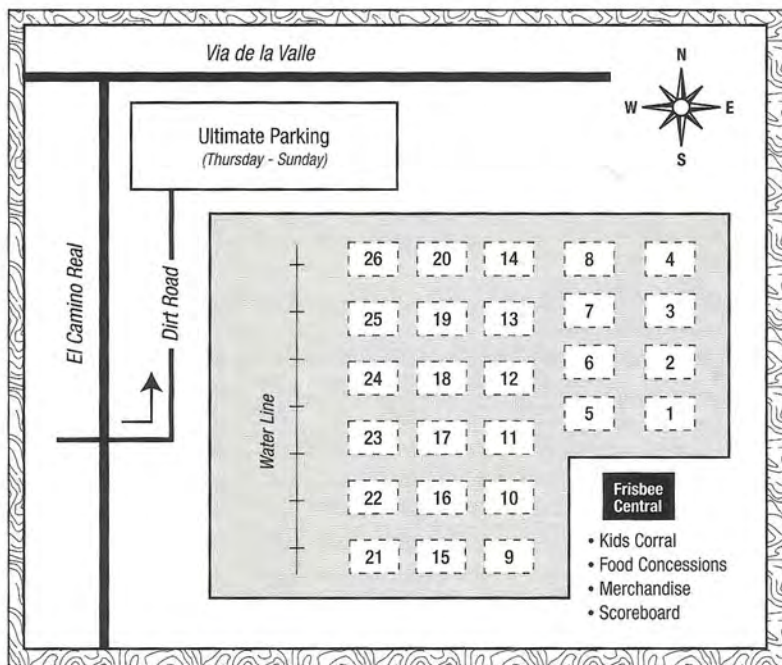 Via de la Valle
N
W E
S
Ultimate Parking
(Thursday - Sunday)
El Camino Real
Dirt Road
Water Line
26 20 14 8 4
25 19 13 7 3
24 18 12 6 2
23 17 11 5 1
22 16 10
21 15 9
Frisbee
Central
• Kids Corral
• Food Concessions
• Merchandise
• Scoreboard